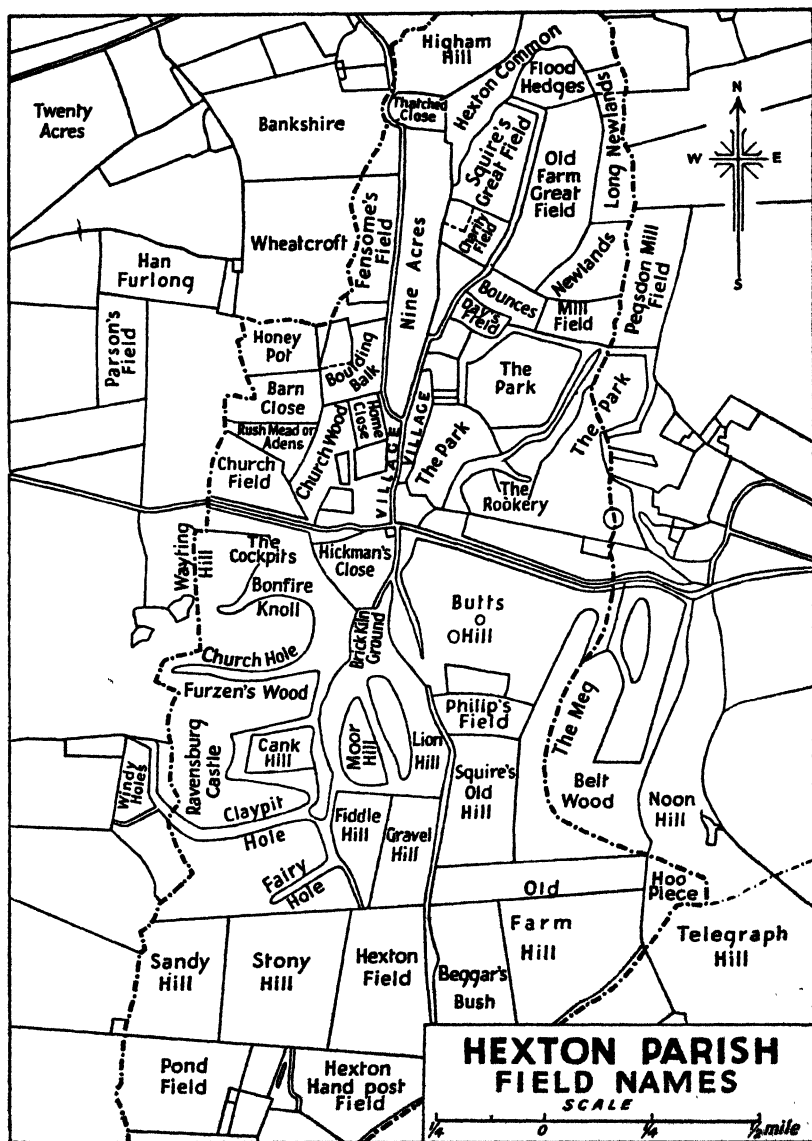 Higham
Hill
Hexton Common
Flood
Hedges
Long Newlands
Twenty
Acres
Bankshire
Thatched
Close
Squire's
Great Field
Old
Farm
Great
Field
N
W E
S
Wheatcroft
Fensome's
Field
Nine Acres
Charity
Field
Newlands
Pegsdon Mill
Field
Han
Furlong
Bounces
Day's
Field
Mill
Field
Parson's
Field
Honey
Pot
Boulding
Balk
The
Park
The Park
Barn
Close
Home
Close
VILLAGE
VILLAGE
The Park
Rush Mead or
Adens
Church Wood
Church
Field
The
Rookery
Wayting
Hill
The
Cockpits
Hickman's
Close
Bonfire
Knoll
Butts
Hill
Brick Kiln
Ground
Church Hole
Furzen's Wood
Philip's
Field
The Meg
Ravensburg
Castle
Cank
Hill
Moor
Hill
Lion
Hill
Squire's
Old
Hill
Belt
Wood
Noon
Hill
Windy
Holes
Claypit
Hole
Fiddle
Hill
Gravel
Hill
Fairy
Hole
Old
Farm
Hill
Hoo
Piece
Telegraph
Hill
Sandy
Hill
Stony
Hill
Hexton
Field
Beggar's
Bush
Pond
Field
Hexton
Hand post
Field
HEXTON PARISH
FIELD NAMES
SCALE
1/4 0 1/4 1/2 mile